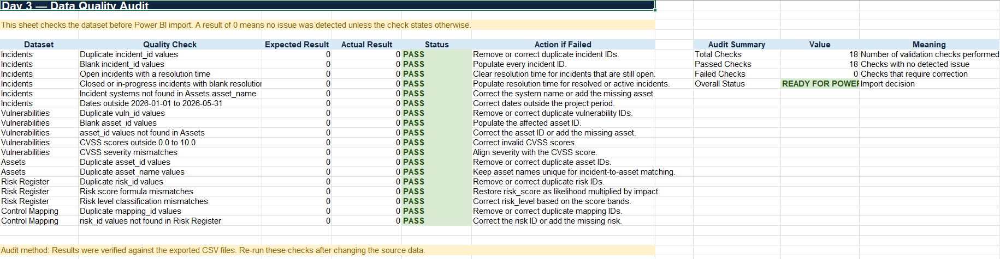 Day 3 — Data Quality Audit
This sheet checks the dataset before Power BI import. A result of 0 means no issue was detected unless the check states otherwise.
Dataset Quality Check Expected Result Actual Result Status Action if Failed Audit Summary Value Meaning
Incidents Duplicate incident_id values 0 0 PASS Remove or correct duplicate incident IDs. Total Checks 18 Number of validation checks performed
Incidents Blank incident_id values 0 0 PASS Populate every incident ID. Passed Checks 18 Checks with no detected issue
Incidents Open incidents with a resolution time 0 0 PASS Clear resolution time for incidents that are still open. Failed Checks 0 Checks that require correction
Incidents Closed or in-progress incidents with blank resolution 0 0 PASS Populate resolution time for resolved or active incidents. Overall Status READY FOR POWER Import decision
Incidents Incident systems not found in Assets.asset_name 0 0 PASS Correct the system name or add the missing asset.
Incidents Dates outside 2026-01-01 to 2026-05-31 0 0 PASS Correct dates outside the project period.
Vulnerabilities Duplicate vuln_id values 0 0 PASS Remove or correct duplicate vulnerability IDs.
Vulnerabilities Blank asset_id values 0 0 PASS Populate the affected asset ID.
Vulnerabilities asset_id values not found in Assets 0 0 PASS Correct the asset ID or add the missing asset.
Vulnerabilities CVSS scores outside 0.0 to 10.0 0 0 PASS Correct invalid CVSS scores.
Vulnerabilities CVSS severity mismatches 0 0 PASS Align severity with the CVSS score.
Assets Duplicate asset_id values 0 0 PASS Remove or correct duplicate asset IDs.
Assets Duplicate asset_name values 0 0 PASS Keep asset names unique for incident-to-asset matching.
Risk Register Duplicate risk_id values 0 0 PASS Remove or correct duplicate risk IDs.
Risk Register Risk score formula mismatches 0 0 PASS Restore risk_score as likelihood multiplied by impact.
Risk Register Risk level classification mismatches 0 0 PASS Correct risk_level based on the score bands.
Control Mapping Duplicate mapping_id values 0 0 PASS Remove or correct duplicate mapping IDs.
Control Mapping risk_id values not found in Risk Register 0 0 PASS Correct the risk ID or add the missing risk.
Audit method: Results were verified against the exported CSV files. Re-run these checks after changing the source data.